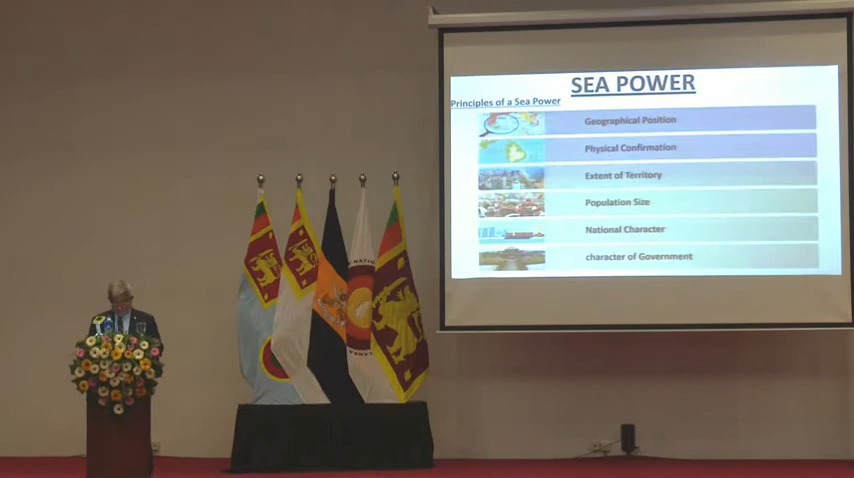 SEA POWER
Principles of a Sea Power
Geographical Position
Physical Confirmation
Extent of Territory
Population Size
National Character
character of Government